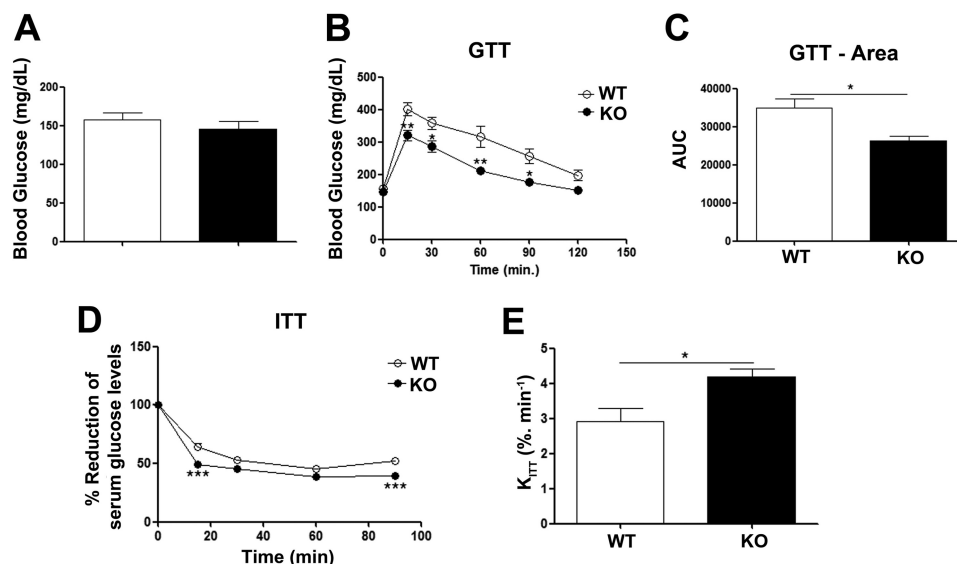 A
Blood Glucose (mg/dL)
200
150
100
50
0
B
GTT
Blood Glucose (mg/dL)
500
400
300
200
100
0
**
*
**
*
WT
KO
0
30
60
90
120
150
Time (min.)
C
GTT - Area
AUC
40000
30000
20000
10000
0
*
WT
KO
D
ITT
% Reduction of
serum glucose levels
150
100
50
0
***
***
WT
KO
0
20
40
60
80
100
Time (min)
E
K_ITT (%. min⁻¹)
5
4
3
2
1
0
*
WT
KO